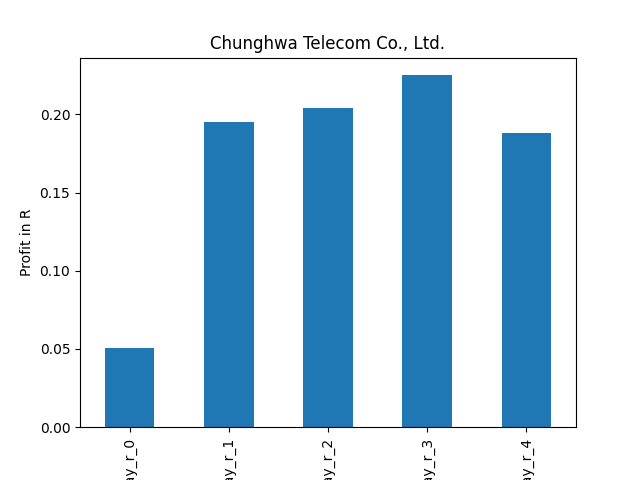 Chunghwa Telecom Co., Ltd.
Profit in R
0.20
0.15
0.10
0.05
0.00
ay_r_0
ay_r_1
ay_r_2
ay_r_3
ay_r_4